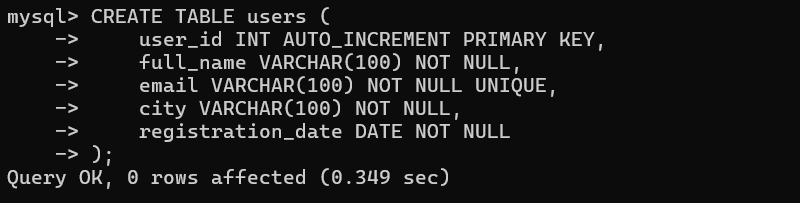 mysql> CREATE TABLE users (
    ->     user_id INT AUTO_INCREMENT PRIMARY KEY,
    ->     full_name VARCHAR(100) NOT NULL,
    ->     email VARCHAR(100) NOT NULL UNIQUE,
    ->     city VARCHAR(100) NOT NULL,
    ->     registration_date DATE NOT NULL
    -> );
Query OK, 0 rows affected (0.349 sec)